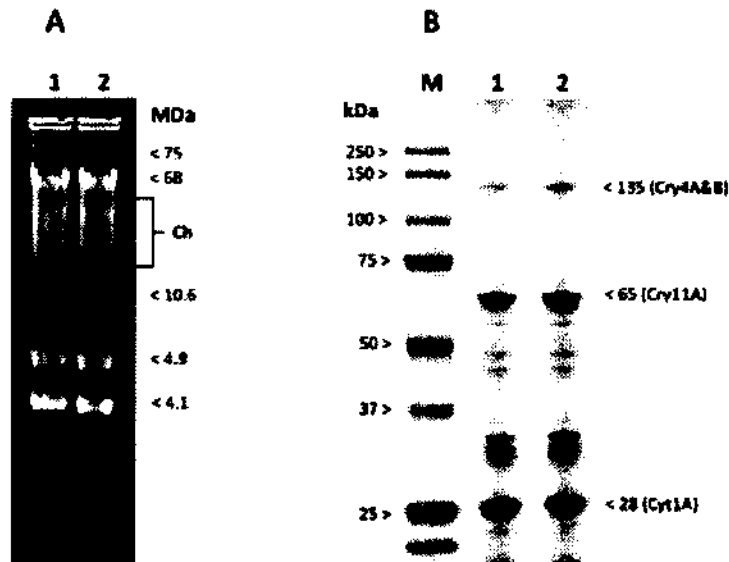 A B
1 2 MDa
kDa M 1 2
< 75
< 68
Ch
< 10.6
< 4.9
< 4.1
250 >
150 >
100 >
75 >
50 >
37 >
25 >
< 135 (Cry4A&B)
< 65 (Cry11A)
< 28 (Cyt1A)